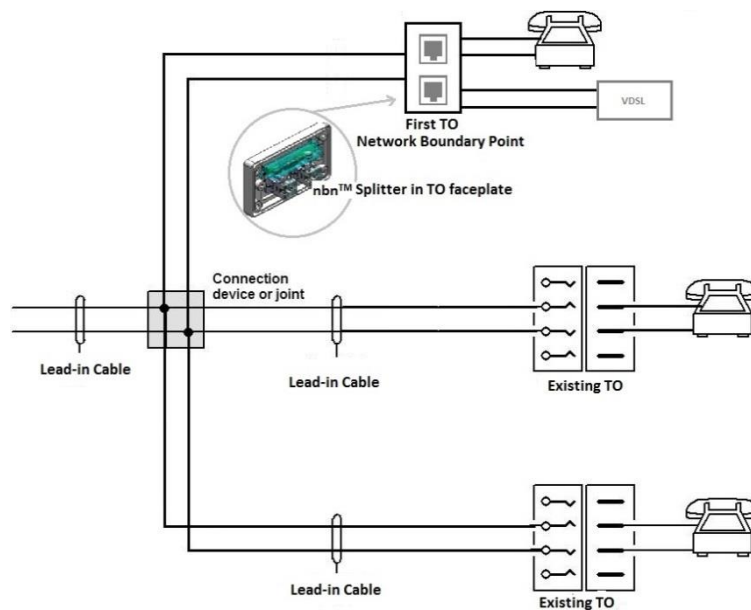 VDSL
First TO
Network Boundary Point
nbn™ Splitter in TO faceplate
Connection
device or joint
Lead-in Cable
Lead-in Cable
Existing TO
Lead-in Cable
Existing TO